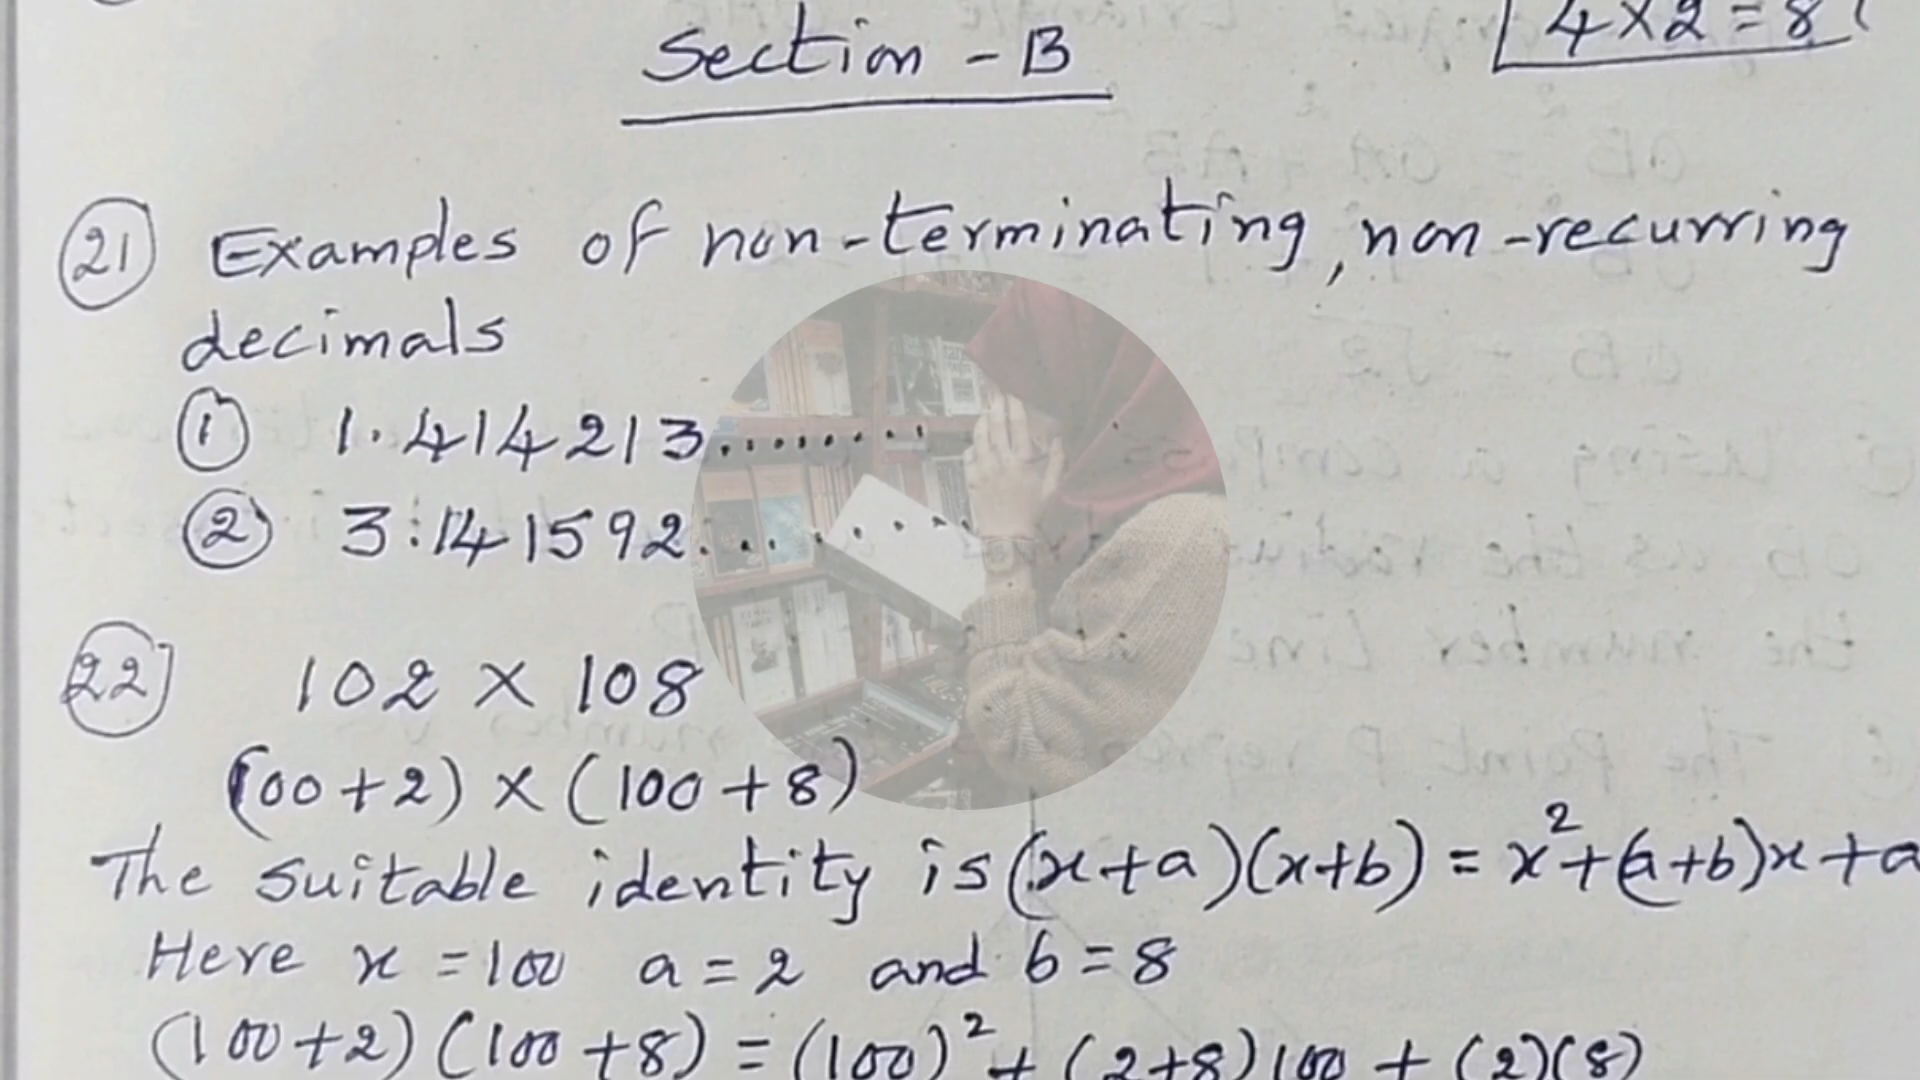 Section - B
4 x 2 = 8
21 Examples of non-terminating, non-recurring
decimals
1 1.414213.........
2 3.141592..........
22 102 x 108
(100+2) x (100+8)
The suitable identity is (x+a)(x+b) = x²+(a+b)x+a
Here x = 100 a = 2 and b = 8
(100+2) (100+8) = (100)² + (2+8) 100 + (2)(8)